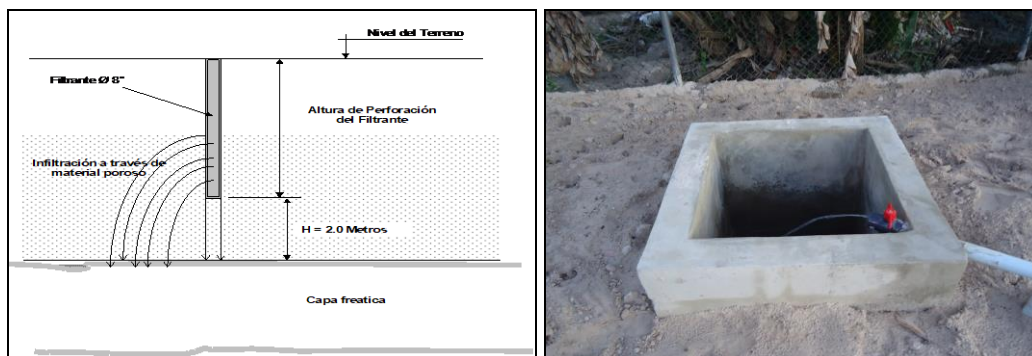 Nivel del Terreno
Filtrante Ø 8"
Altura de Perforación
del Filtrante
Infiltración a través de
material poroso
H = 2.0 Metros
Capa freatica